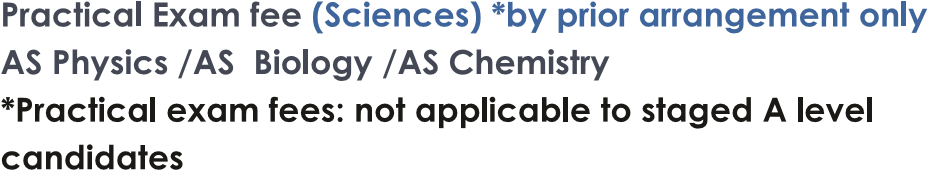 Practical Exam fee (Sciences) *by prior arrangement only
AS Physics /AS  Biology /AS Chemistry
*Practical exam fees: not applicable to staged A level
candidates